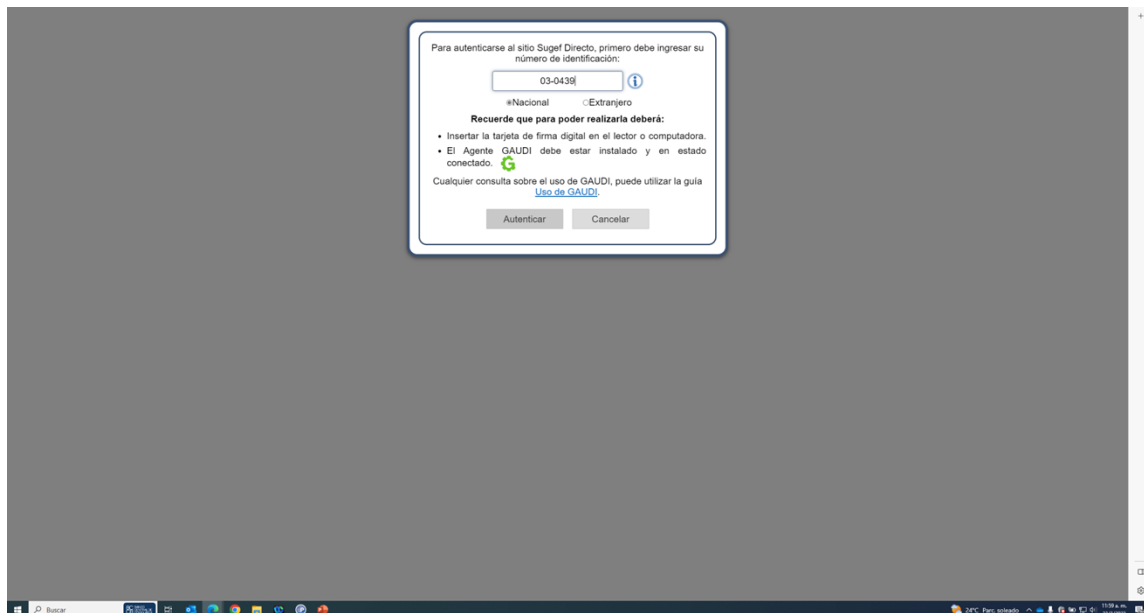 Para autenticarse al sitio Sugef Directo, primero debe ingresar su
número de identificación:
03-0439
Nacional Extranjero
Recuerde que para poder realizarla deberá:
• Insertar la tarjeta de firma digital en el lector o computadora.
• El Agente GAUDI debe estar instalado y en estado
conectado.
Cualquier consulta sobre el uso de GAUDI, puede utilizar la guía
Uso de GAUDI.
Autenticar Cancelar
Buscar
24°C Parc. soleado
11:39 a. m.